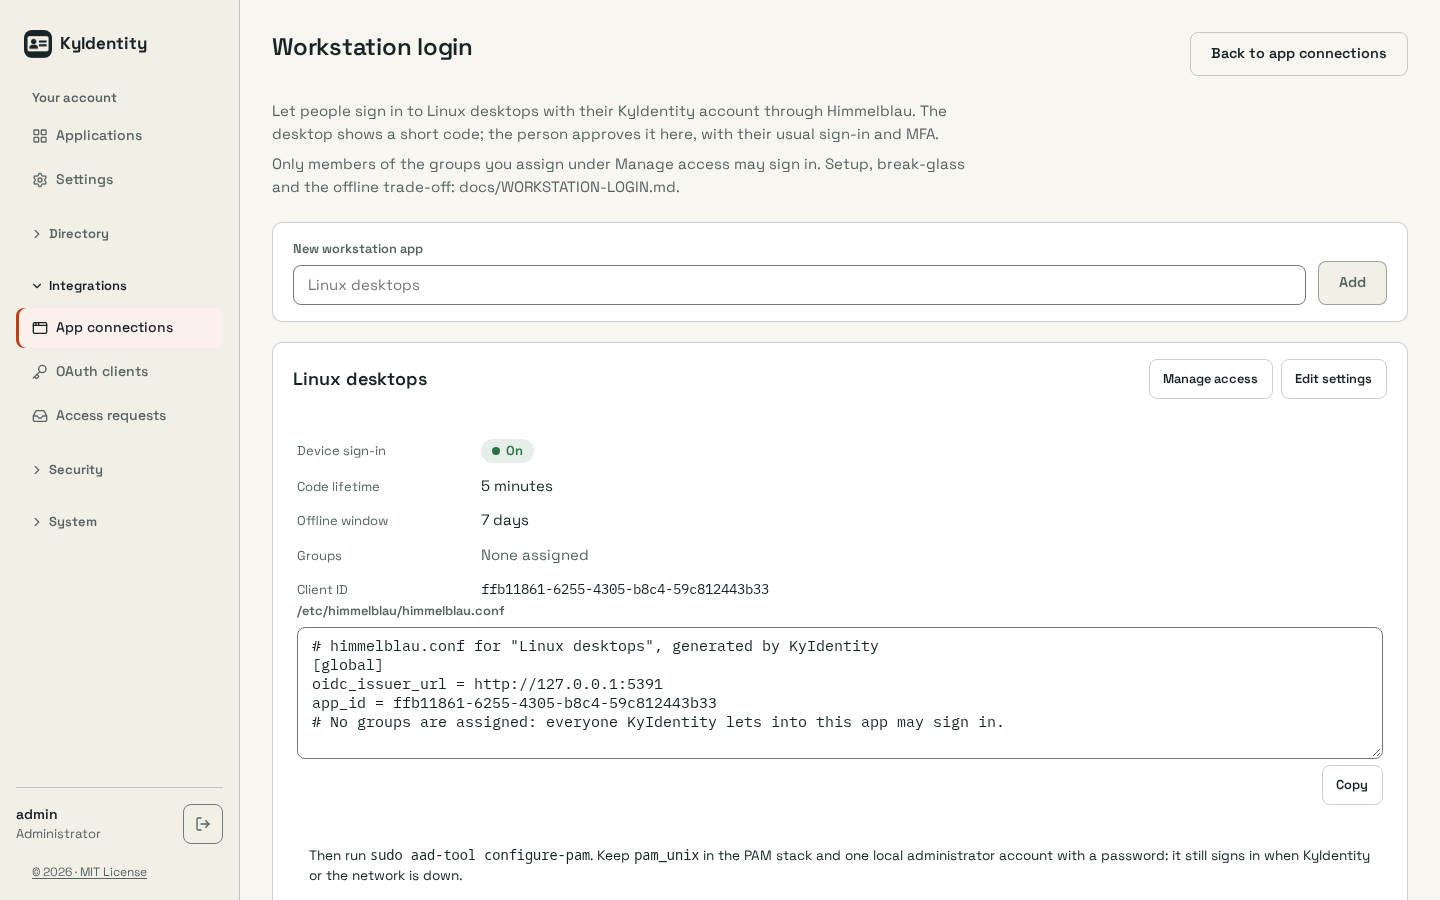 KyIdentity
Your account
Applications
Settings
Directory
Integrations
App connections
OAuth clients
Access requests
Security
System
admin
Administrator
© 2026 · MIT License
Workstation login
Back to app connections
Let people sign in to Linux desktops with their KyIdentity account through Himmelblau. The
desktop shows a short code; the person approves it here, with their usual sign-in and MFA.
Only members of the groups you assign under Manage access may sign in. Setup, break-glass
and the offline trade-off: docs/WORKSTATION-LOGIN.md.
New workstation app
Linux desktops
Add
Linux desktops
Manage access
Edit settings
Device sign-in
On
Code lifetime
5 minutes
Offline window
7 days
Groups
None assigned
Client ID
ffb11861-6255-4305-b8c4-59c812443b33
/etc/himmelblau/himmelblau.conf
# himmelblau.conf for "Linux desktops", generated by KyIdentity
[global]
oidc_issuer_url = http://127.0.0.1:5391
app_id = ffb11861-6255-4305-b8c4-59c812443b33
# No groups are assigned: everyone KyIdentity lets into this app may sign in.
Copy
Then run sudo aad-tool configure-pam. Keep pam_unix in the PAM stack and one local administrator account with a password: it still signs in when KyIdentity
or the network is down.